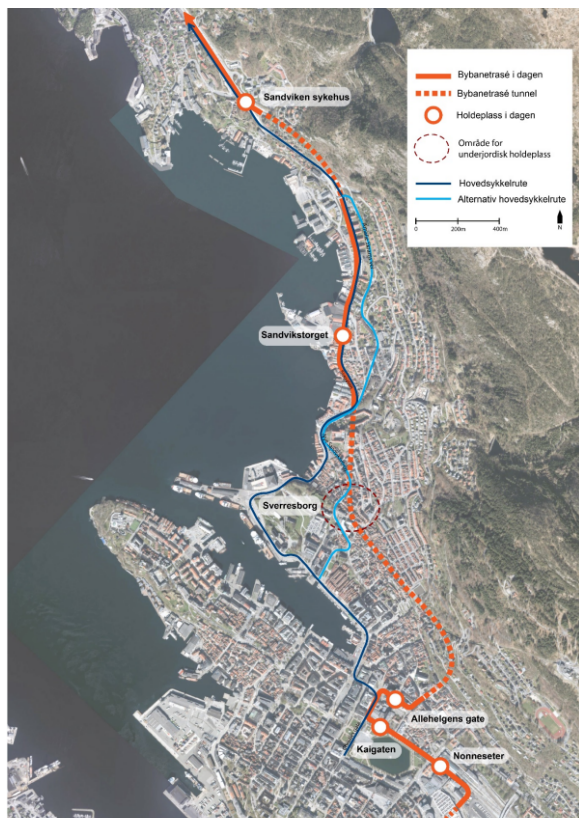 Sandviken sykehus
Bybanetrasé i dagen
Bybanetrasé tunnel
Holdeplass i dagen
Område for
underjordisk holdeplass
Hovedsykkelrute
Alternativ hovedsykkelrute
0 200m 400m
N
Sandvikstorget
Sverresborg
Allehelgens gate
Kaigaten
Nonneseter